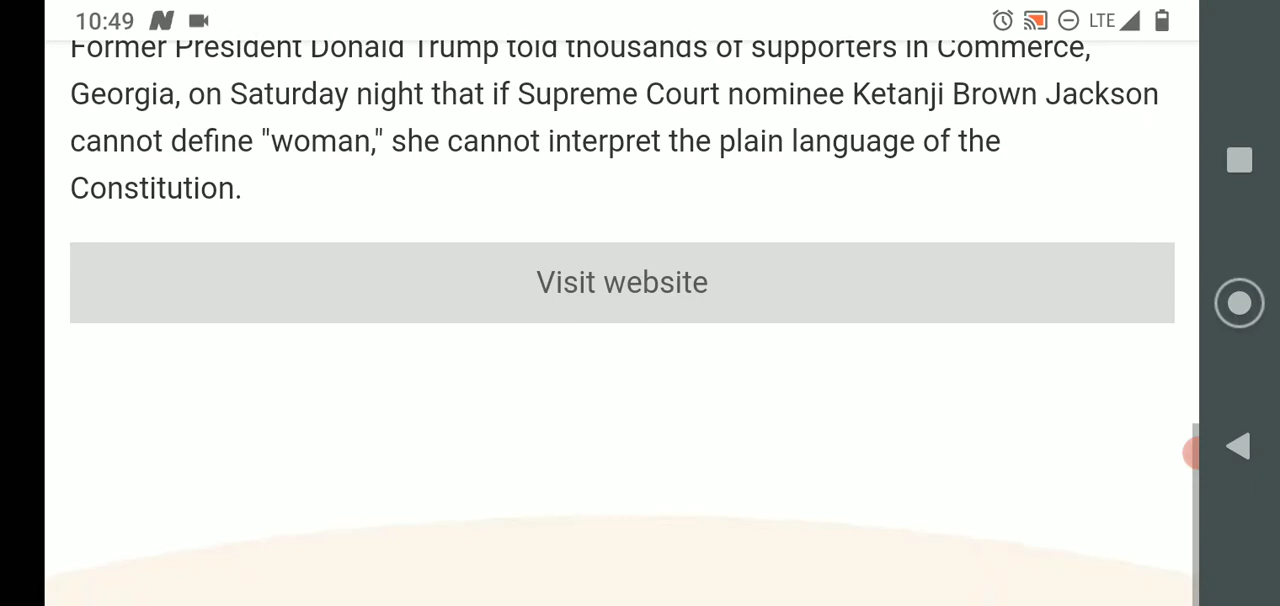 10:49 N LTE
Former President Donald Trump told thousands of supporters in Commerce,
Georgia, on Saturday night that if Supreme Court nominee Ketanji Brown Jackson
cannot define "woman," she cannot interpret the plain language of the
Constitution.
Visit website